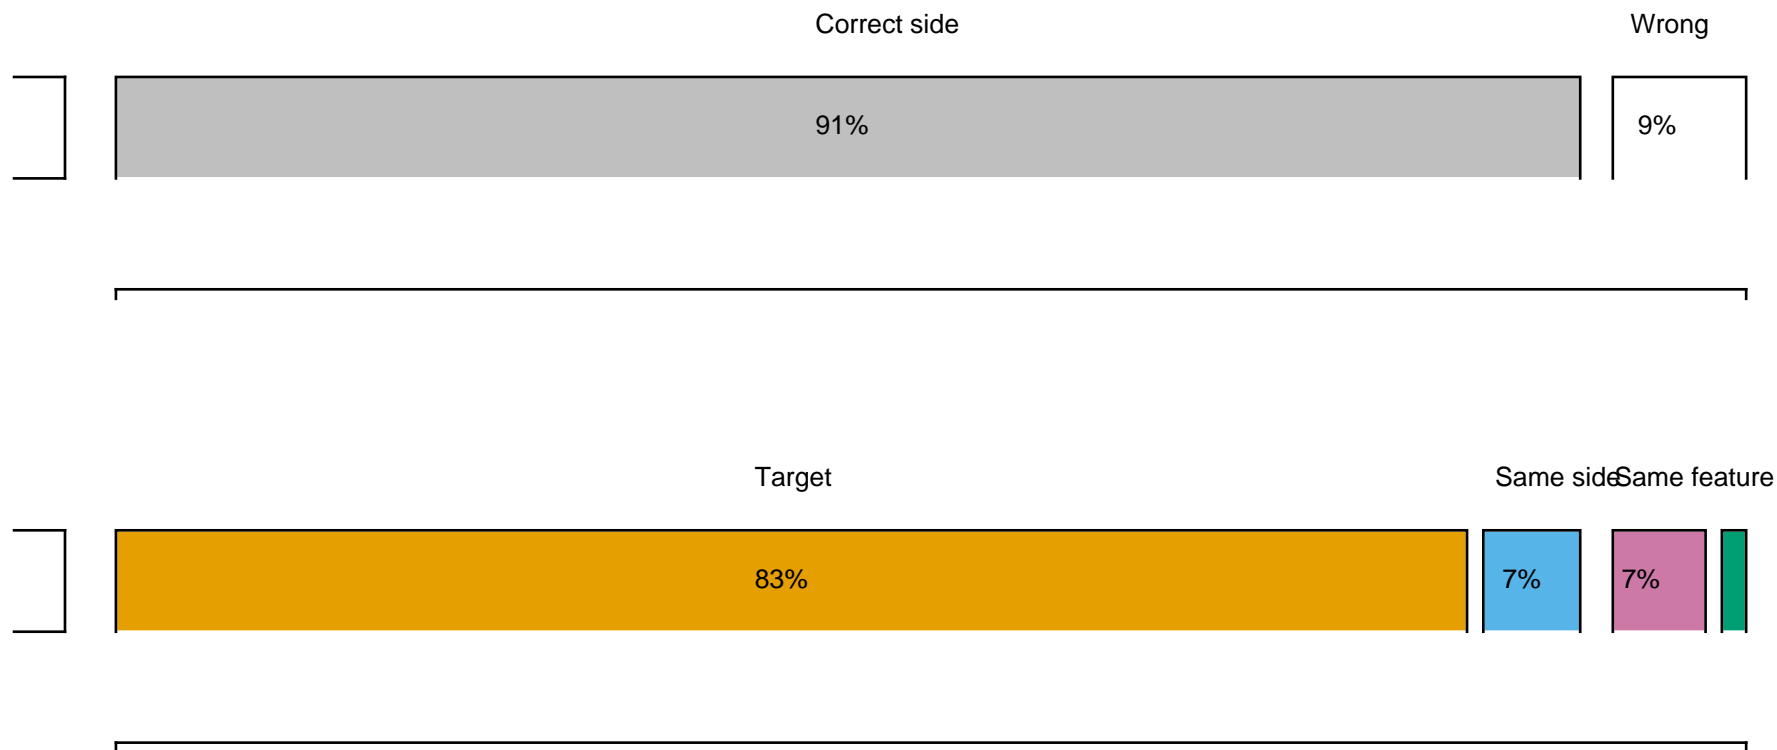 Correct side Wrong
91% 9%
Target Same side Same feature
83% 7% 7%